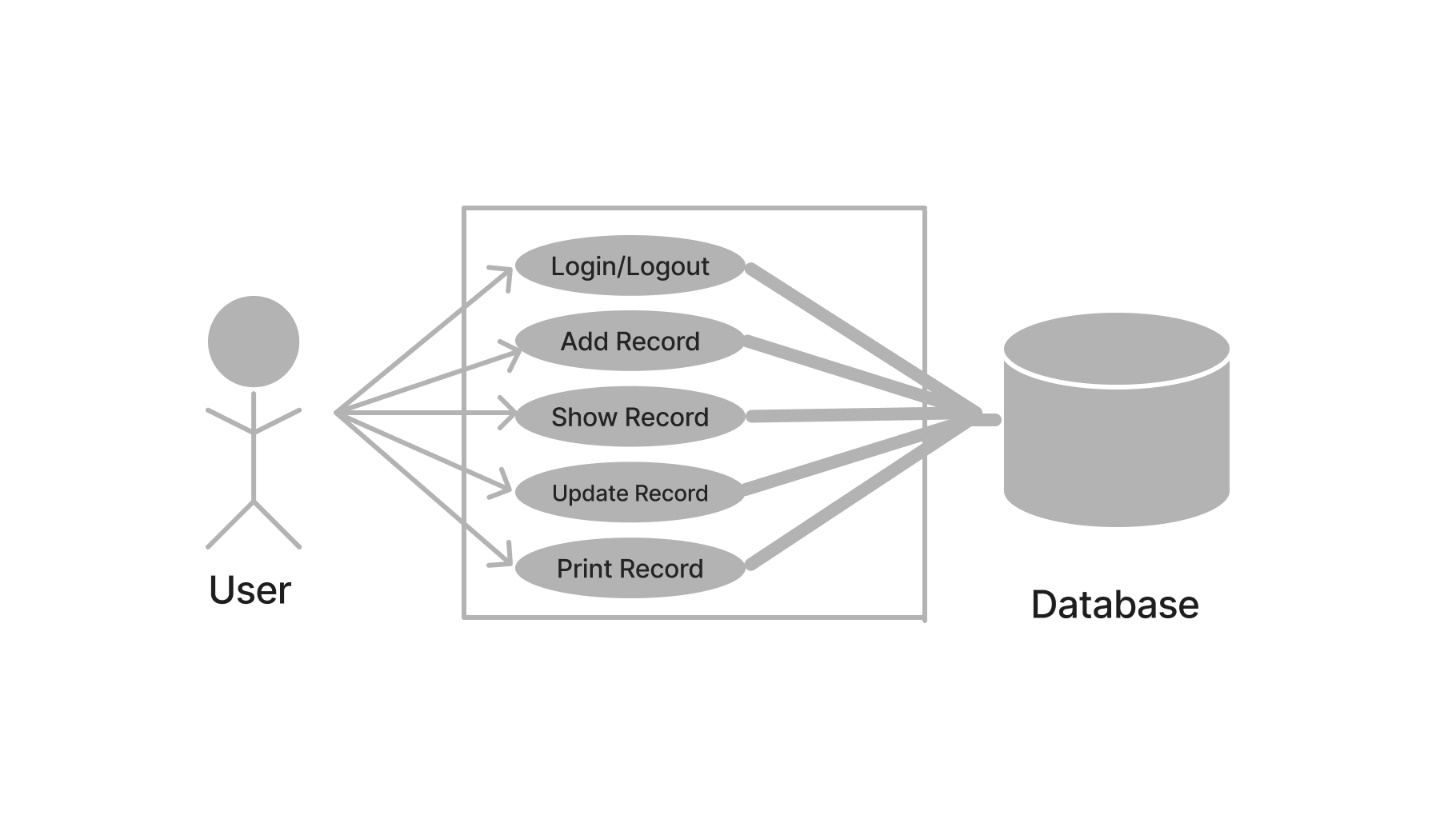 Login/Logout
Add Record
Show Record
Update Record
Print Record
User
Database